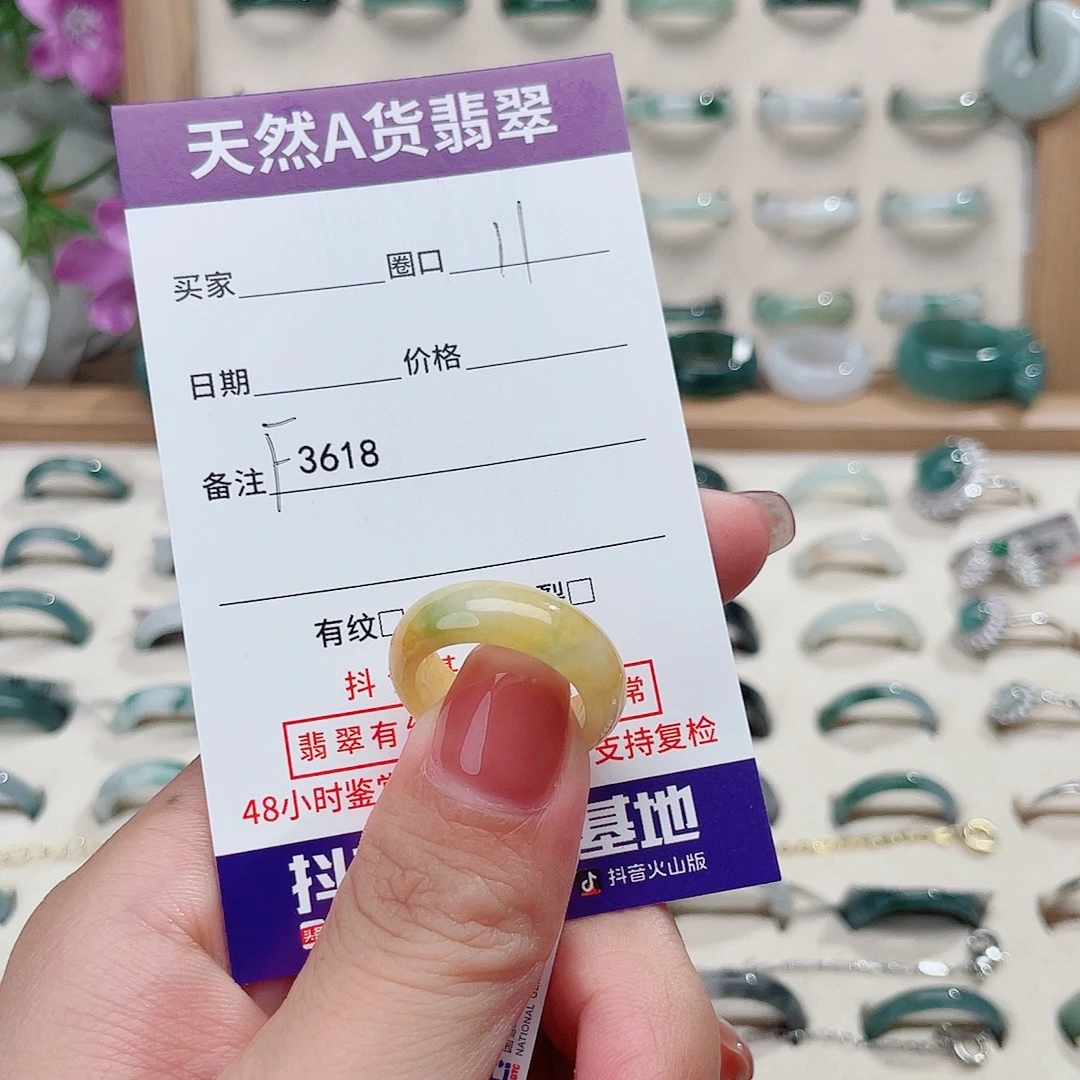 天然A货翡翠
买家 圈口 11
日期 价格
备注 F3618
有纹
抖 常
翡翠有 支持复检
48小时鉴
抖 基地
抖音火山版
NATIONAL